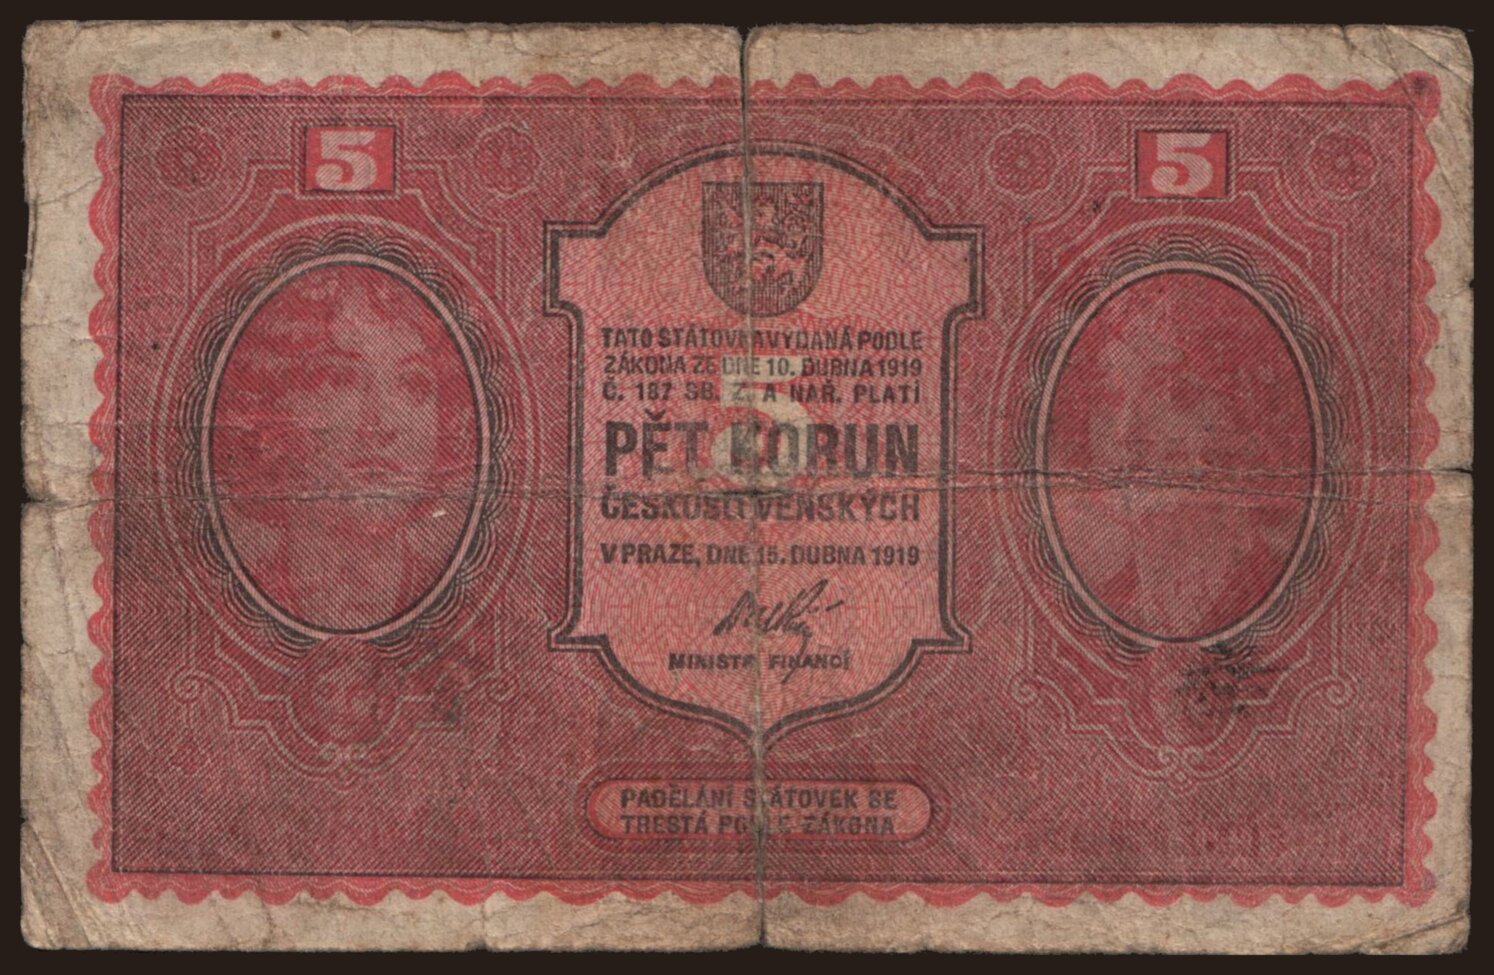 5 5
TATO STÁTOVKA VYDANÁ PODLE
ZÁKONA ZE DNE 10. DUBNA 1919
Č. 187 SB. Z. A NAŘ. PLATÍ
5
PĚT KORUN
ČESKOSLOVENSKÝCH
V PRAZE, DNE 15. DUBNA 1919
MINISTR FINANCÍ
PADĚLÁNÍ STÁTOVEK SE
TRESTÁ PODLE ZÁKONA